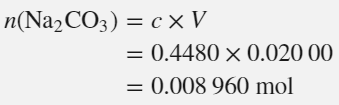 n(Na₂CO₃) = c × V
= 0.4480 × 0.020 00
= 0.008 960 mol